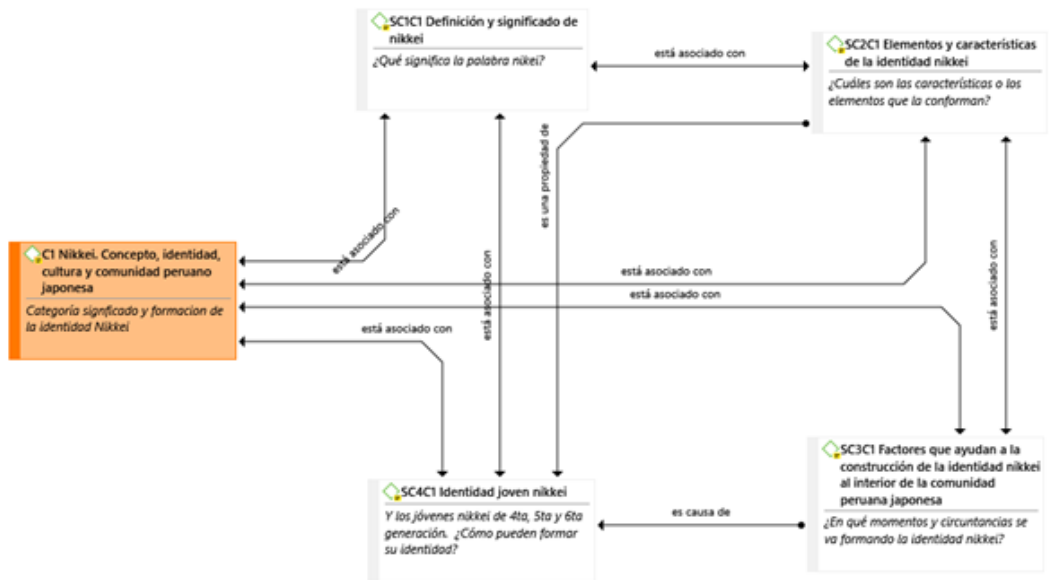 SC1C1 Definición y significado de
nikkei
¿Qué significa la palabra nikei?
está asociado con
SC2C1 Elementos y características
de la identidad nikkei
¿Cuáles son las características o los
elementos que la conforman?
es una propiedad de
está asociado con
está asociado con
está asociado con
C1 Nikkei. Concepto, identidad,
cultura y comunidad peruano
japonesa
Categoría signficado y formacion de
la identidad Nikkei
está asociado con
está asociado con
está asociado con
SC4C1 Identidad joven nikkei
Y los jóvenes nikkei de 4ta, 5ta y 6ta
generación. ¿Cómo pueden formar
su identidad?
es causa de
SC3C1 Factores que ayudan a la
construcción de la identidad nikkei
al interior de la comunidad
peruana japonesa
¿En qué momentos y circuntancias se
va formando la identidad nikkei?